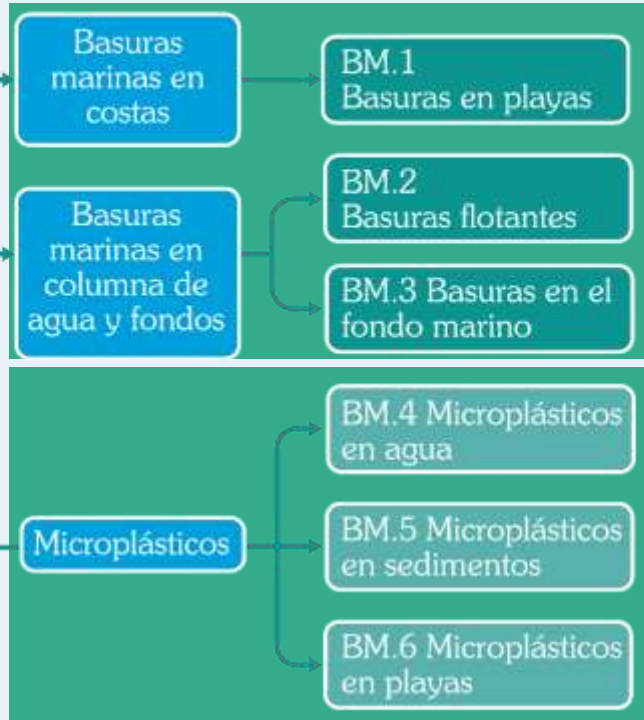 Basuras
marinas en
costas
BM.1
Basuras en playas
Basuras
marinas en
columna de
agua y fondos
BM.2
Basuras flotantes
BM.3 Basuras en el
fondo marino
Microplásticos
BM.4 Microplásticos
en agua
BM.5 Microplásticos
en sedimentos
BM.6 Microplásticos
en playas